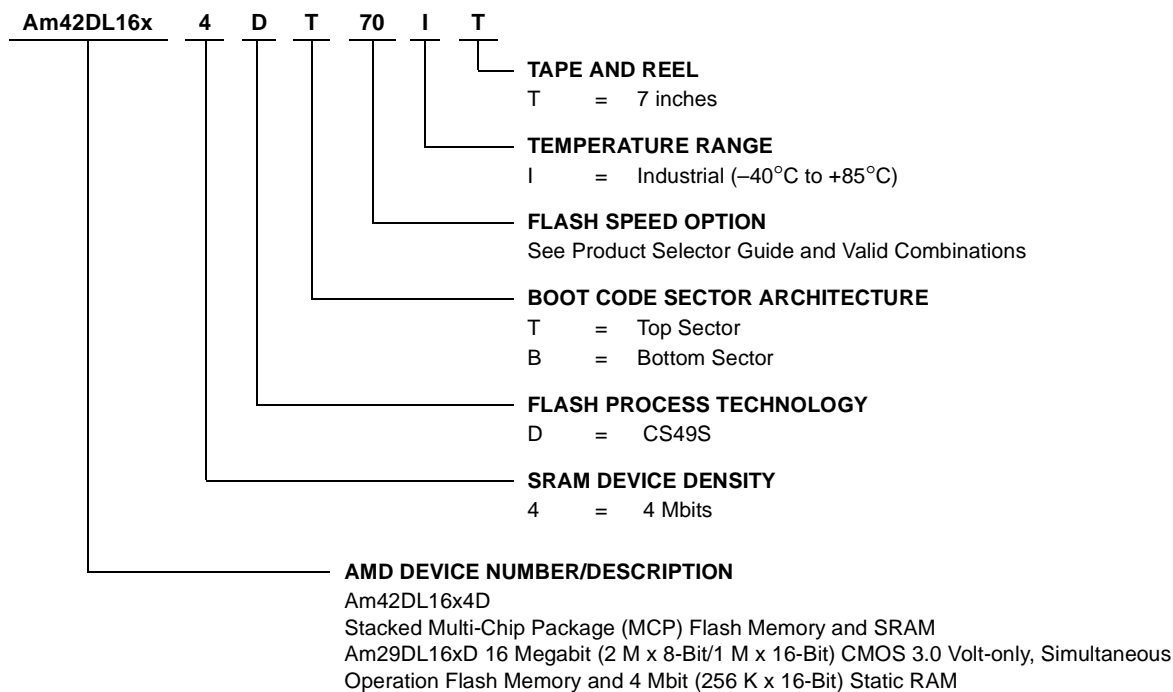 Am42DL16x 4 D T 70 I T
TAPE AND REEL
T = 7 inches
TEMPERATURE RANGE
I = Industrial (–40°C to +85°C)
FLASH SPEED OPTION
See Product Selector Guide and Valid Combinations
BOOT CODE SECTOR ARCHITECTURE
T = Top Sector
B = Bottom Sector
FLASH PROCESS TECHNOLOGY
D = CS49S
SRAM DEVICE DENSITY
4 = 4 Mbits
AMD DEVICE NUMBER/DESCRIPTION
Am42DL16x4D
Stacked Multi-Chip Package (MCP) Flash Memory and SRAM
Am29DL16xD 16 Megabit (2 M x 8-Bit/1 M x 16-Bit) CMOS 3.0 Volt-only, Simultaneous
Operation Flash Memory and 4 Mbit (256 K x 16-Bit) Static RAM